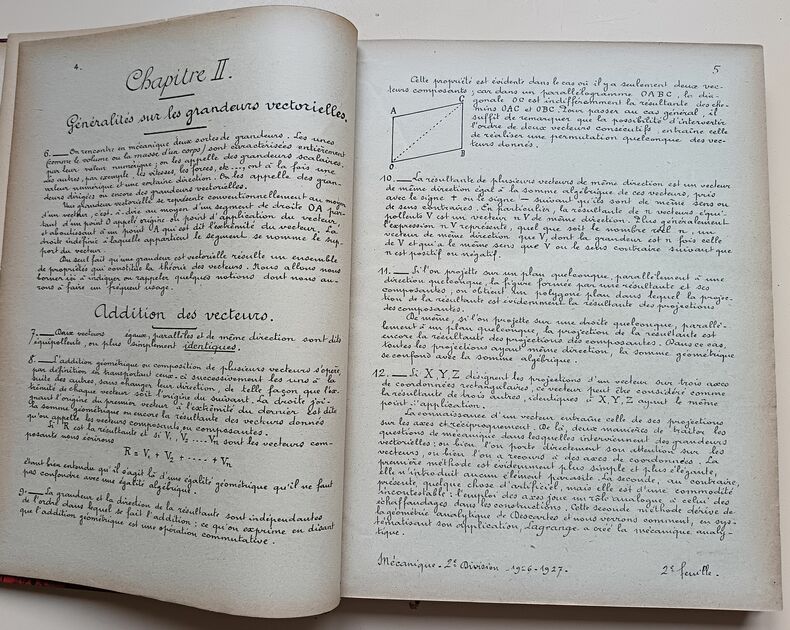 4.
Chapitre II.
Généralités sur les grandeurs vectorielles.
6.__ On rencontre en mécanique deux sortes de grandeurs. Les unes
(comme le volume ou la masse d'un corps) sont caractérisées entièrement
par leur valeur numérique; on les appelle des grandeurs scalaires.
Les autres, par exemple, les vitesses, les forces, etc..., ont à la fois une
valeur numérique et une certaine direction. On les appelle des gran-
deurs dirigées ou encore des grandeurs vectorielles.
Une grandeur vectorielle se représente conventionnellement au moyen
d'un vecteur, c'est à dire au moyen d'un segment de droite OA par-
tant d'un point O appelé origine ou point d'application du vecteur,
et aboutissant à un point A qui est dit l'extrémité du vecteur. La
droite indéfinie à laquelle appartient le segment se nomme le sup-
port du vecteur.
Du seul fait qu'une grandeur est vectorielle résulte un ensemble
de propriétés qui constitue la théorie des vecteurs. Nous allons nous
borner ici à indiquer ou rappeler quelques notions dont nous au-
rons à faire un fréquent usage.
Addition des vecteurs.
7.__ Deux vecteurs égaux, parallèles et de même direction sont dits
équipollents, ou plus simplement identiques.
8.__ L'addition géométrique ou composition de plusieurs vecteurs s'opère,
par définition en transportant ceux-ci successivement les uns à la
suite des autres, sans changer leur direction, de telle façon que l'ex-
trémité de chaque vecteur soit l'origine du suivant. La droite joi-
gnant l'origine du premier vecteur à l'extrémité du dernier est dite
la somme géométrique ou encore la résultante des vecteurs donnés
qu'on appelle les vecteurs composants, ou composantes.
Si R est la résultante et si V₁, V₂....Vn sont les vecteurs com-
posants nous écrirons
R = V₁ + V₂ + ..... + Vn
étant bien entendu qu'il s'agit là d'une égalité géométrique qu'il ne faut
pas confondre avec une égalité algébrique.
9.__ La grandeur et la direction de la résultante sont indépendantes
de l'ordre dans lequel se fait l'addition: ce qu'on exprime en disant
que l'addition géométrique est une opération commutative.
5
Cette propriété est évidente dans le cas où il y a seulement deux vec-
teurs composants; car dans un parallélogramme OABC, la dia-
gonale OC est indifféremment la résultante des che-
mins OAC et OBC. Pour passer au cas général, il
suffit de remarquer que la possibilité d'intervertir
l'ordre de deux vecteurs consécutifs, entraîne celle
de réaliser une permutation quelconque des vec-
teurs donnés.
A
C
B
O
10.__ La résultante de plusieurs vecteurs de même direction est un vecteur
de même direction égal à la somme algébrique de ces vecteurs, pris
avec le signe + ou le signe - suivant qu'ils sont de même sens ou
de sens contraires. En particulier, la résultante de n vecteurs équi-
pollents V est un vecteur nV de même direction. Plus généralement
l'expression nV représente, quel que soit le nombre réel n, un
vecteur de même direction que V, dont la grandeur est n fois celle
de V et qui a le même sens que V ou le sens contraire suivant que
n est positif ou négatif.
11.__ Si l'on projette sur un plan quelconque, parallèlement à une
direction quelconque, la figure formée par une résultante et ses
composantes; on obtient un polygone plan dans lequel la projec-
tion de la résultante est évidemment la résultante des projections
des composantes.
De même, si l'on projette sur une droite quelconque, parallè-
lement à un plan quelconque, la projection de la résultante est
encore la résultante des projections des composantes. Dans ce cas,
toutes les projections ayant même direction, la somme géométrique
se confond avec la somme algébrique.
12.__ Si X,Y,Z désignent les projections d'un vecteur sur trois axes
de coordonnées rectangulaires, ce vecteur peut être considéré comme
la résultante de trois autres, identiques à X,Y,Z ayant le même
point d'application.
La connaissance d'un vecteur entraîne celle de ses projections
sur les axes et réciproquement. De là, deux manières de traiter les
questions de mécanique dans lesquelles interviennent des grandeurs
vectorielles: ou bien l'on porte directement son attention sur les
vecteurs, ou bien l'on a recours à des axes de coordonnées. La
première méthode est évidemment plus simple et plus élégante,
elle n'introduit aucun élément parasite. La seconde, au contraire,
présente, quelque chose d'artificiel, mais elle est d'une commodité
incontestable: l'emploi des axes joue un rôle analogue à celui des
échaffaudages dans les constructions. Cette seconde méthode dérive de
la géométrie analytique de Descartes et nous verrons comment, en sys-
tématisant son application, Lagrange a créé la mécanique analy-
tique.
Mécanique - 2e Division - 1926-1927.
2e feuille.